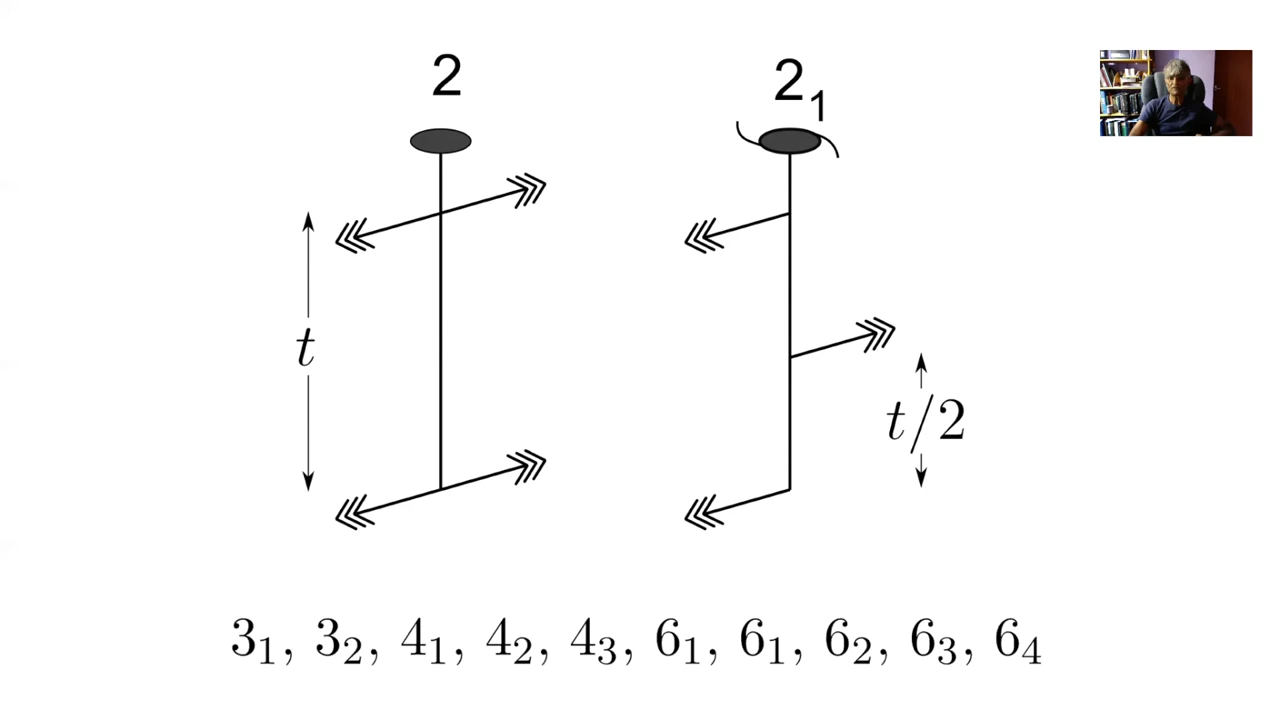 2
2₁
t
t/2
3₁, 3₂, 4₁, 4₂, 4₃, 6₁, 6₁, 6₂, 6₃, 6₄